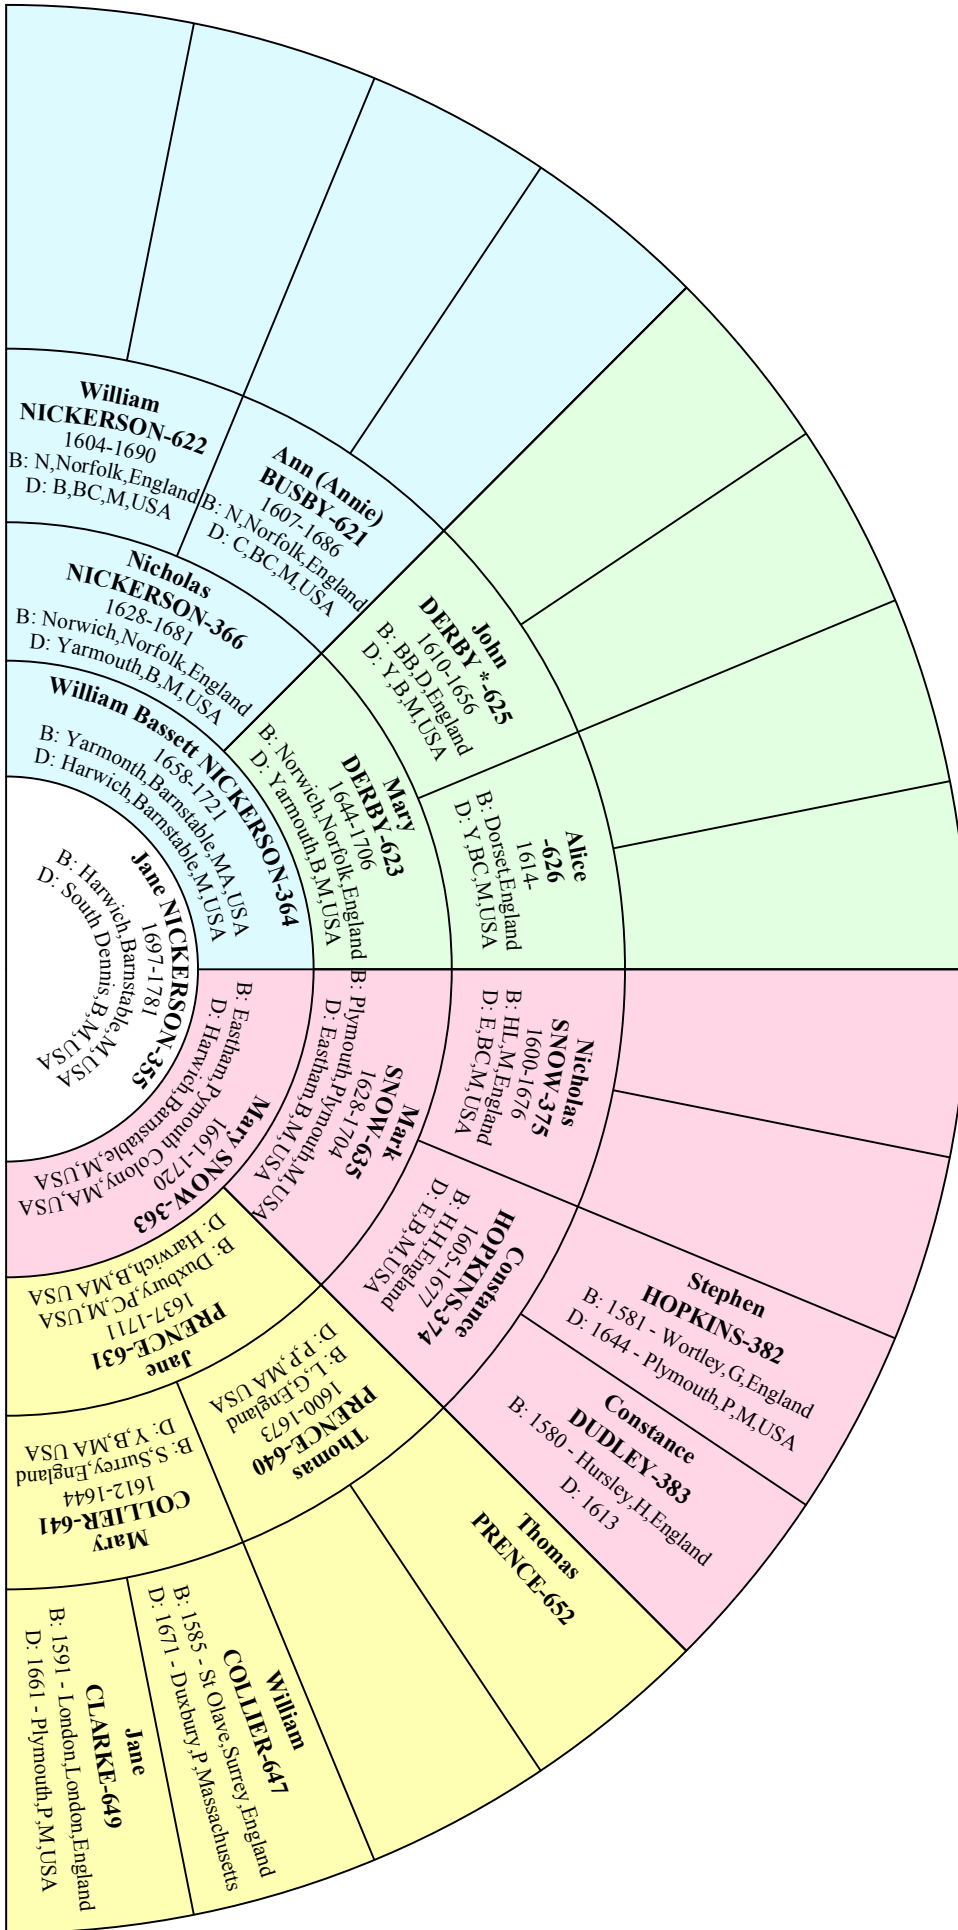 William
NICKERSON-622
1604-1690
B: N,Norfolk,England
D: B,BC,M,USA
Ann (Annie)
BUSBY-621
1607-1686
B: N,Norfolk,England
D: C,BC,M,USA
Nicholas
NICKERSON-366
1628-1681
B: Norwich,Norfolk,England
D: Yarmouth,B,M,USA
William Bassett NICKERSON-364
1658-1721
B: Yarmonth,Barnstable,MA,USA
D: Harwich,Barnstable,M,USA
John
DERBY *-625
1610-1656
B: BB,D,England
D: Y,B,M,USA
Mary
DERBY-623
1644-1706
B: Norwich,Norfolk,England
D: Yarmouth,B,M,USA
Alice
-626
1614-
B: Dorset,England
D: Y,BC,M,USA
Jane NICKERSON-355
1697-1781
B: Harwich,Barnstable,M,USA
D: South Dennis,B,M,USA
Nicholas
SNOW-375
1600-1676
B: HL,M,England
D: E,BC,M,USA
Mark
SNOW-635
1628-1704
B: Plymouth,Plymouth,M,USA
D: Eastham,B,M,USA
Mary SNOW-363
1661-1720
B: Eastham,Pymouth Colony,MA,USA
D: Harwich,Barnstable,M,USA
Constance
HOPKINS-374
1605-1677
B: H,H,England
D: E,B,M,USA
Stephen
HOPKINS-382
B: 1581 - Wortley,G,England
D: 1644 - Plymouth,P,M,USA
Constance
DUDLEY-383
B: 1580 - Hursley,H,England
D: 1613
Jane
PRENCE-631
1637-1711
B: Duxbury,PC,M,USA
D: Harwich,B,MA USA
Thomas
PRENCE-640
1600-1673
B: L,G,England
D: P,P,MA USA
Thomas
PRENCE-652
Mary
COLLIER-641
1612-1644
B: S,Surrey,England
D: Y,B,MA USA
William
COLLIER-647
B: 1585 - St Olave,Surrey,England
D: 1671 - Duxbury,P,Massachusetts
Jane
CLARKE-649
B: 1591 - London,London,England
D: 1661 - Plymouth,P,M,USA